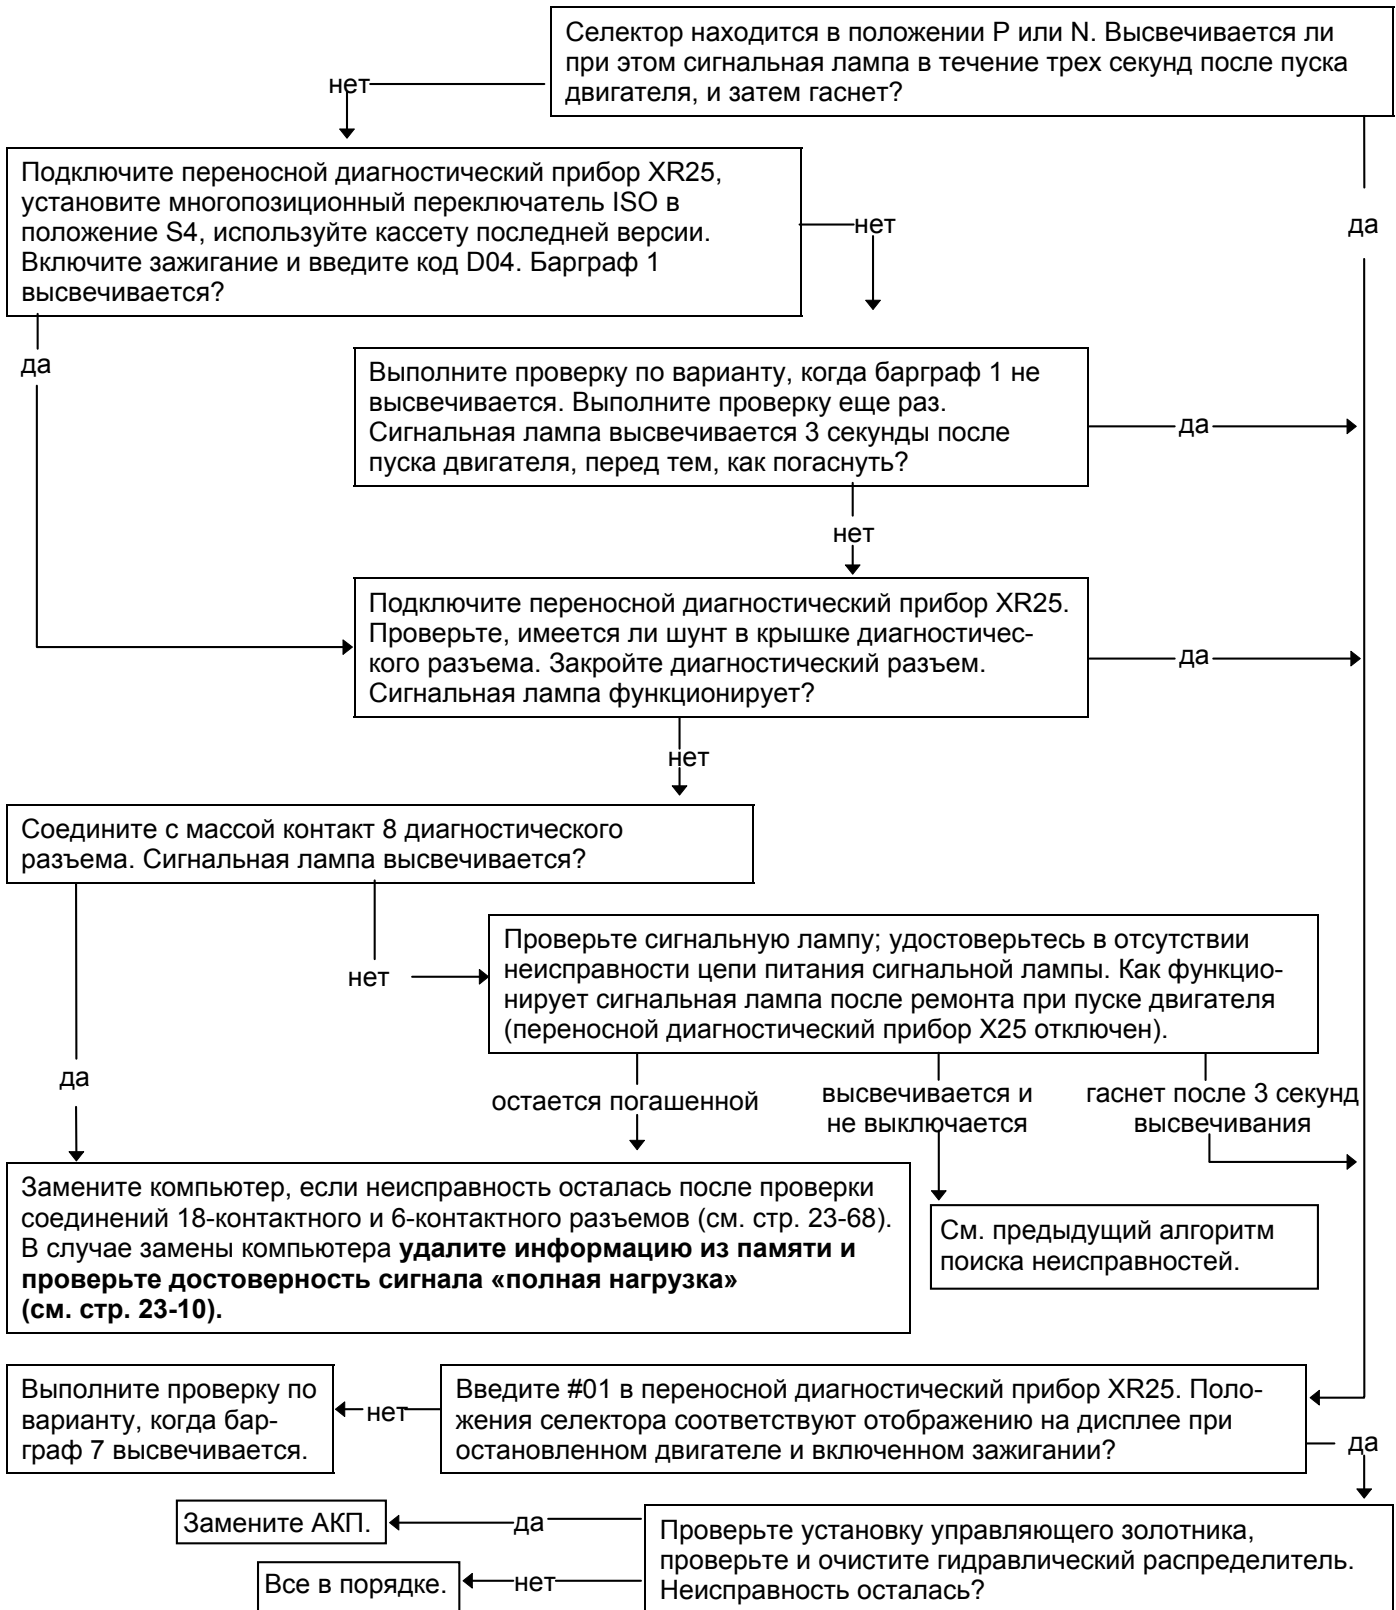 Селектор находится в положении P или N. Высвечивается ли
при этом сигнальная лампа в течение трех секунд после пуска
двигателя, и затем гаснет?
нет
да
Подключите переносной диагностический прибор XR25,
установите многопозиционный переключатель ISO в
положение S4, используйте кассету последней версии.
Включите зажигание и введите код D04. Барграф 1
высвечивается?
нет
да
Выполните проверку по варианту, когда барграф 1 не
высвечивается. Выполните проверку еще раз.
Сигнальная лампа высвечивается 3 секунды после
пуска двигателя, перед тем, как погаснуть?
да
нет
Подключите переносной диагностический прибор XR25.
Проверьте, имеется ли шунт в крышке диагностичес-
кого разъема. Закройте диагностический разъем.
Сигнальная лампа функционирует?
да
нет
Соедините с массой контакт 8 диагностического
разъема. Сигнальная лампа высвечивается?
нет
да
Проверьте сигнальную лампу; удостоверьтесь в отсутствии
неисправности цепи питания сигнальной лампы. Как функцио-
нирует сигнальная лампа после ремонта при пуске двигателя
(переносной диагностический прибор X25 отключен).
остается погашенной
высвечивается и
не выключается
гаснет после 3 секунд
высвечивания
Замените компьютер, если неисправность осталась после проверки
соединений 18-контактного и 6-контактного разъемов (см. стр. 23-68).
В случае замены компьютера удалите информацию из памяти и
проверьте достоверность сигнала «полная нагрузка»
(см. стр. 23-10).
См. предыдущий алгоритм
поиска неисправностей.
Выполните проверку по
варианту, когда бар-
граф 7 высвечивается.
нет
Введите #01 в переносной диагностический прибор XR25. Поло-
жения селектора соответствуют отображению на дисплее при
остановленном двигателе и включенном зажигании?
да
Замените АКП.
да
Все в порядке.
нет
Проверьте установку управляющего золотника,
проверьте и очистите гидравлический распределитель.
Неисправность осталась?